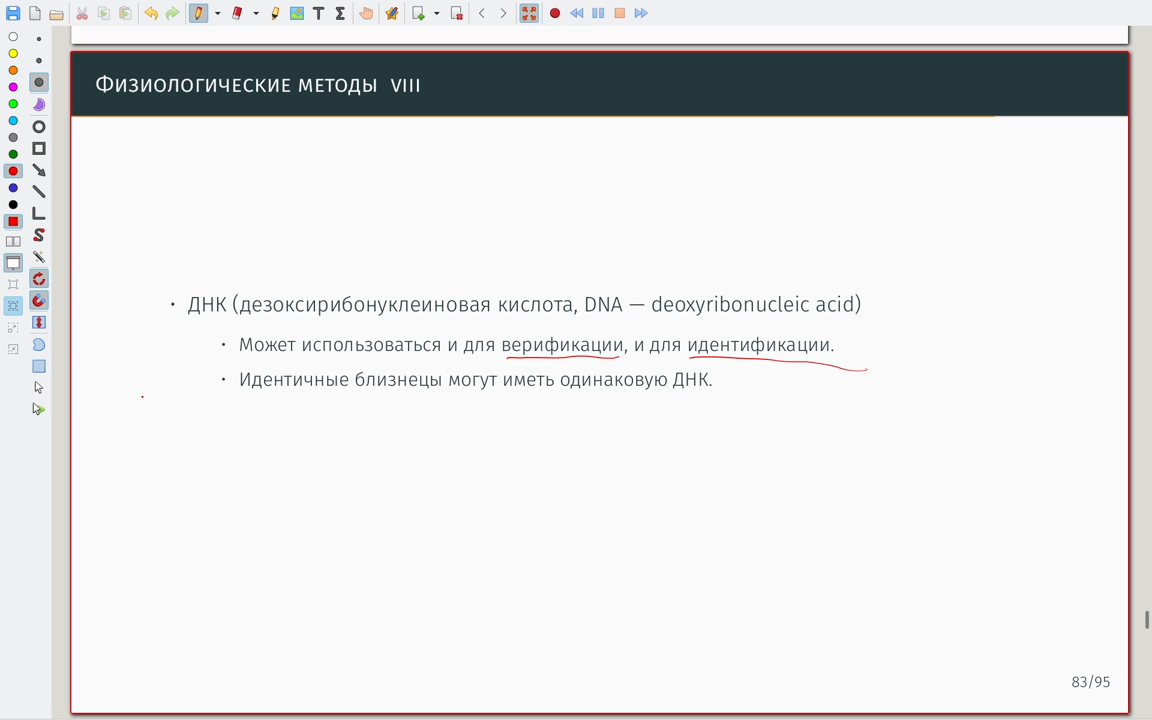 Физиологические методы VIII
• ДНК (дезоксирибонуклеиновая кислота, DNA — deoxyribonucleic acid)
• Может использоваться и для верификации, и для идентификации.
• Идентичные близнецы могут иметь одинаковую ДНК.
83/95